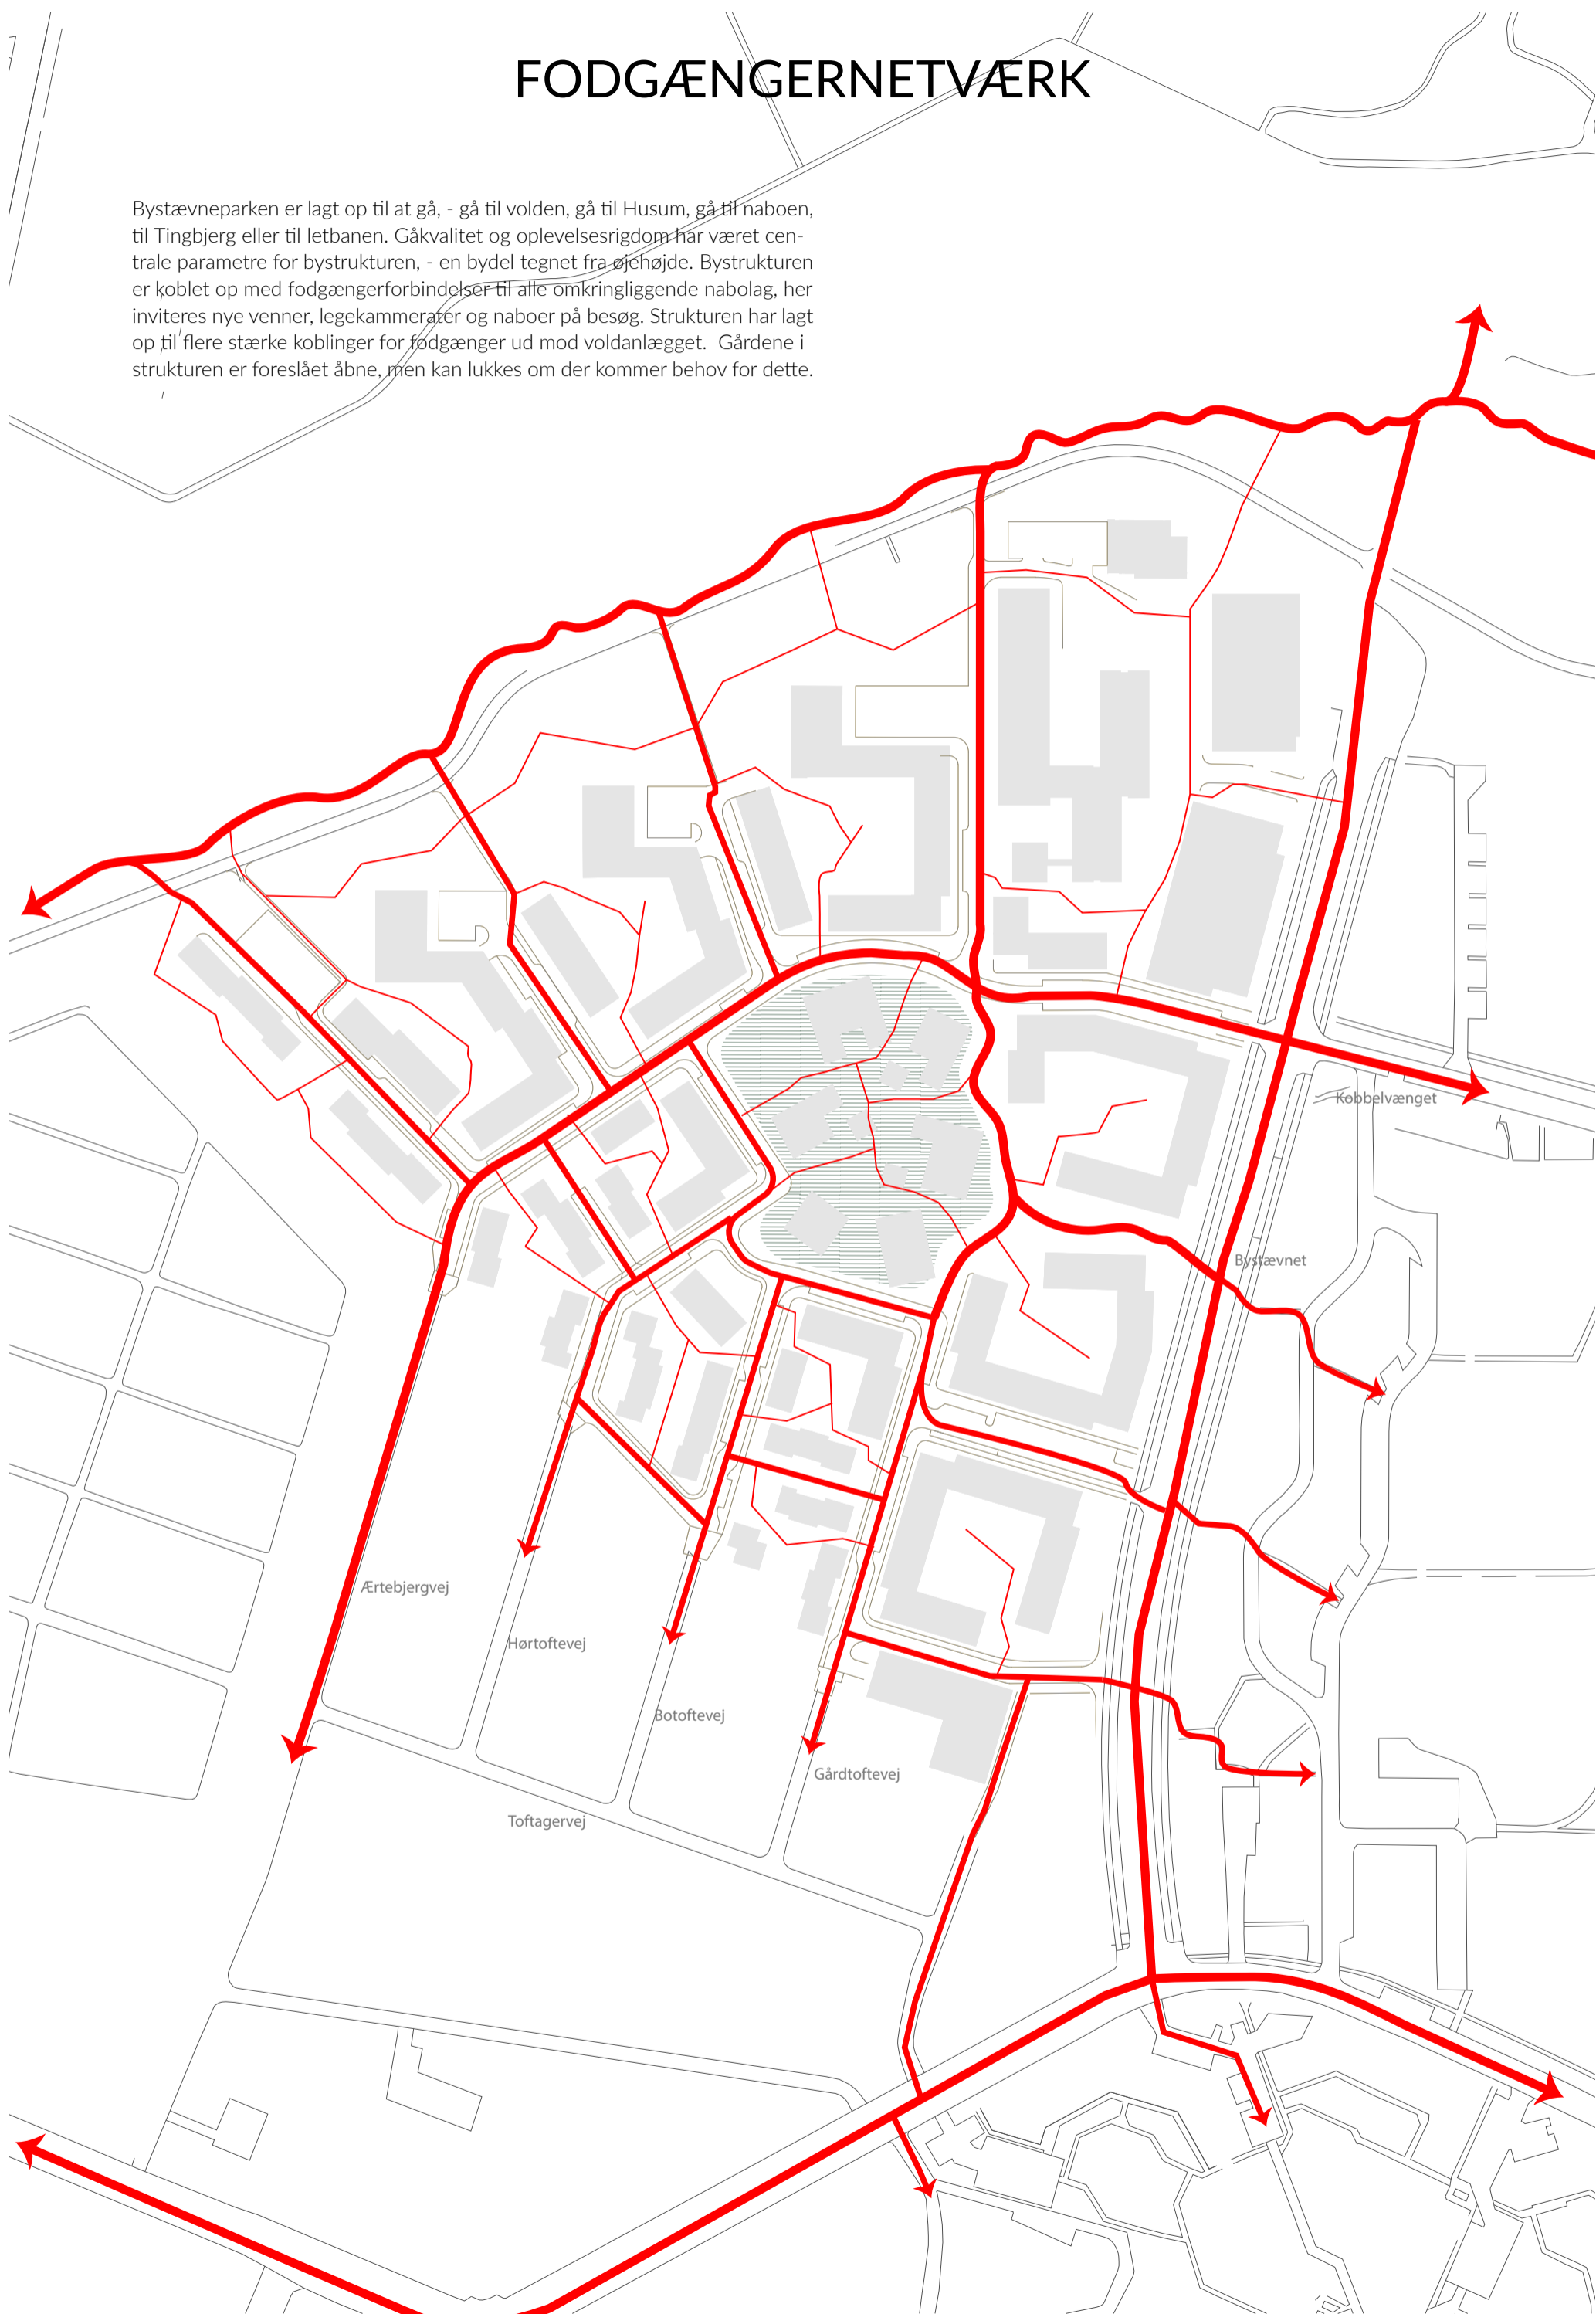 FODGÆNGERNETVÆRK
Bystævneparken er lagt op til at gå, - gå til volden, gå til Husum, gå til naboen,
til Tingbjerg eller til letbanen. Gåkvalitet og oplevelsesrigdom har været cen-
trale parametre for bystrukturen, - en bydel tegnet fra øjehøjde. Bystrukturen
er koblet op med fodgængerforbindelser til alle omkringliggende nabolag, her
inviteres nye venner, legekammerater og naboer på besøg. Strukturen har lagt
op til flere stærke koblinger for fodgænger ud mod voldanlægget.  Gårdene i
strukturen er foreslået åbne, men kan lukkes om der kommer behov for dette.
Kobbelvænget
Bystævnet
Ærtebjergvej
Hørtoftevej
Botoftevej
Gårdtoftevej
Toftagervej